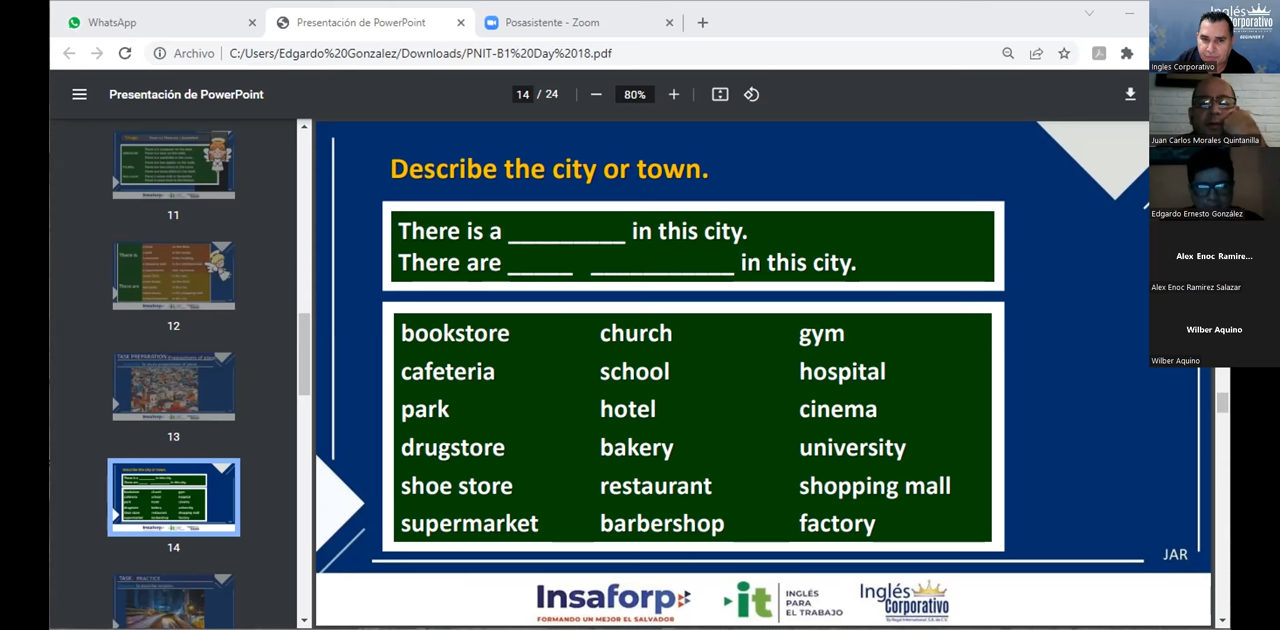 WhatsApp
Presentación de PowerPoint
Posasistente - Zoom
Archivo
C:/Users/Edgardo%20Gonzalez/Downloads/PNIT-B1%20Day%2018.pdf
Presentación de PowerPoint
14 / 24
80%
11
12
13
14
Describe the city or town.
There is a _________ in this city.
There are _____ ___________ in this city.
bookstore church gym
cafeteria school hospital
park hotel cinema
drugstore bakery university
shoe store restaurant shopping mall
supermarket barbershop factory
JAR
Insaforp
FORMANDO UN MEJOR EL SALVADOR
it
INGLÉS
PARA
EL TRABAJO
Inglés
Corporativo
Inglés
Corporativo
BEGINNER 1
Ingles Corporativo
Juan Carlos Morales Quintanilla
Edgardo Ernesto González
Alex Enoc Ramire...
Alex Enoc Ramirez Salazar
Wilber Aquino
Wilber Aquino